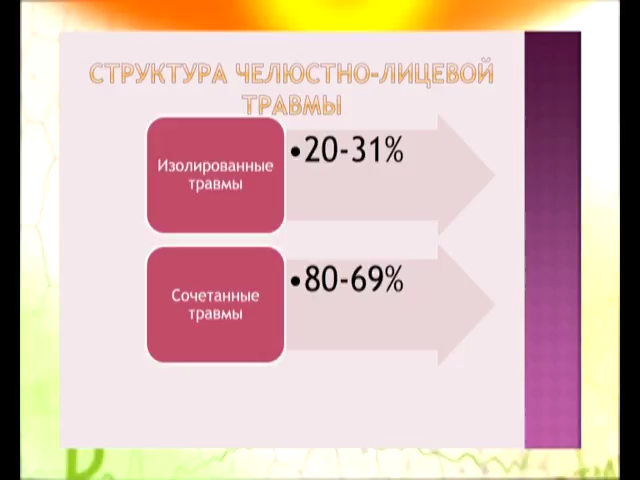 СТРУКТУРА ЧЕЛЮСТНО-ЛИЦЕВОЙ
ТРАВМЫ
Изолированные
травмы
•20-31%
Сочетанные
травмы
•80-69%